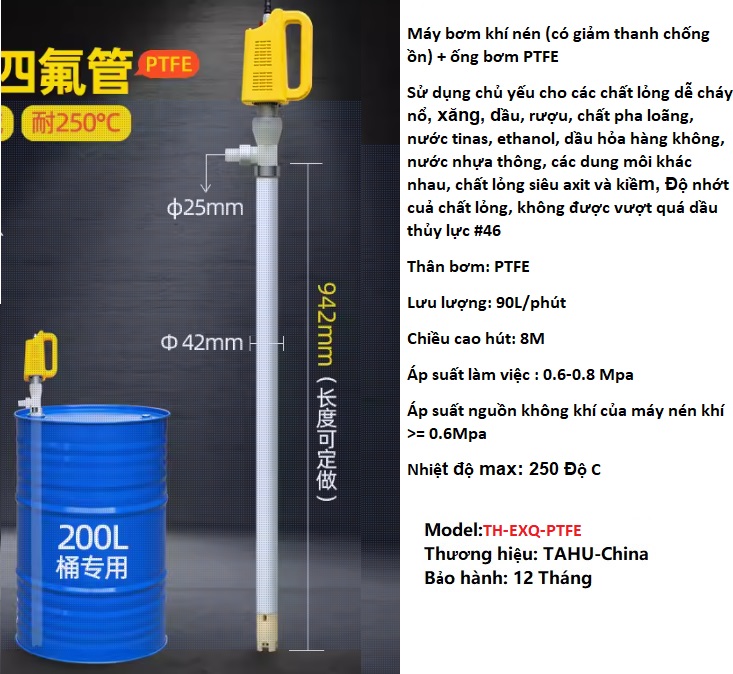 四氟管 PTFE
耐250°C
ф25mm
Ф42mm
942mm（长度可定做）
200L
桶专用
Máy bơm khí nén (có giảm thanh chống
ồn) + ống bơm PTFE
Sử dụng chủ yếu cho các chất lỏng dễ cháy
nổ, xăng, dầu, rượu, chất pha loãng,
nước tinas, ethanol, dầu hỏa hàng không,
nước nhựa thông, các dung môi khác
nhau, chất lỏng siêu axit và kiềm, Độ nhớt
cuả chất lỏng, không được vượt quá dầu
thủy lực #46
Thân bơm: PTFE
Lưu lượng: 90L/phút
Chiều cao hút: 8M
Áp suất làm việc : 0.6-0.8 Mpa
Áp suất nguồn không khí của máy nén khí
>= 0.6Mpa
Nhiệt độ max: 250 Độ C
Model:TH-EXQ-PTFE
Thương hiệu: TAHU-China
Bảo hành: 12 Tháng